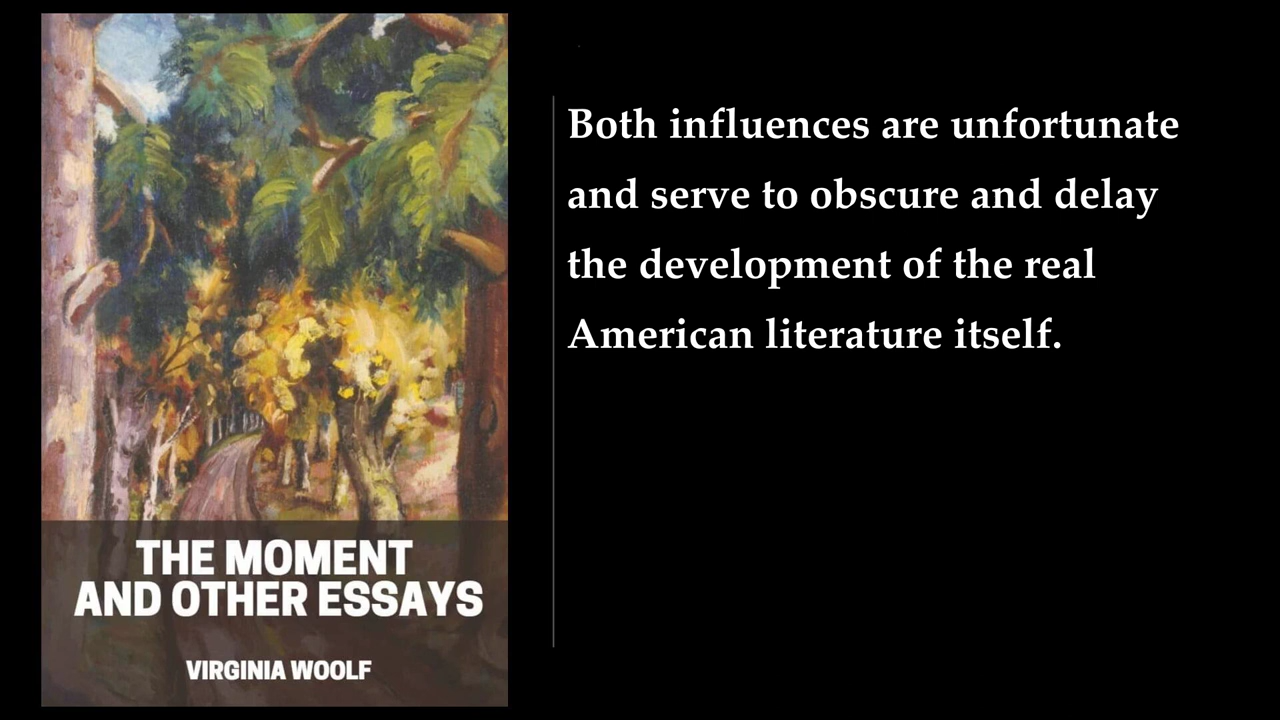 Both influences are unfortunate
and serve to obscure and delay
the development of the real
American literature itself.
THE MOMENT
AND OTHER ESSAYS
VIRGINIA WOOLF